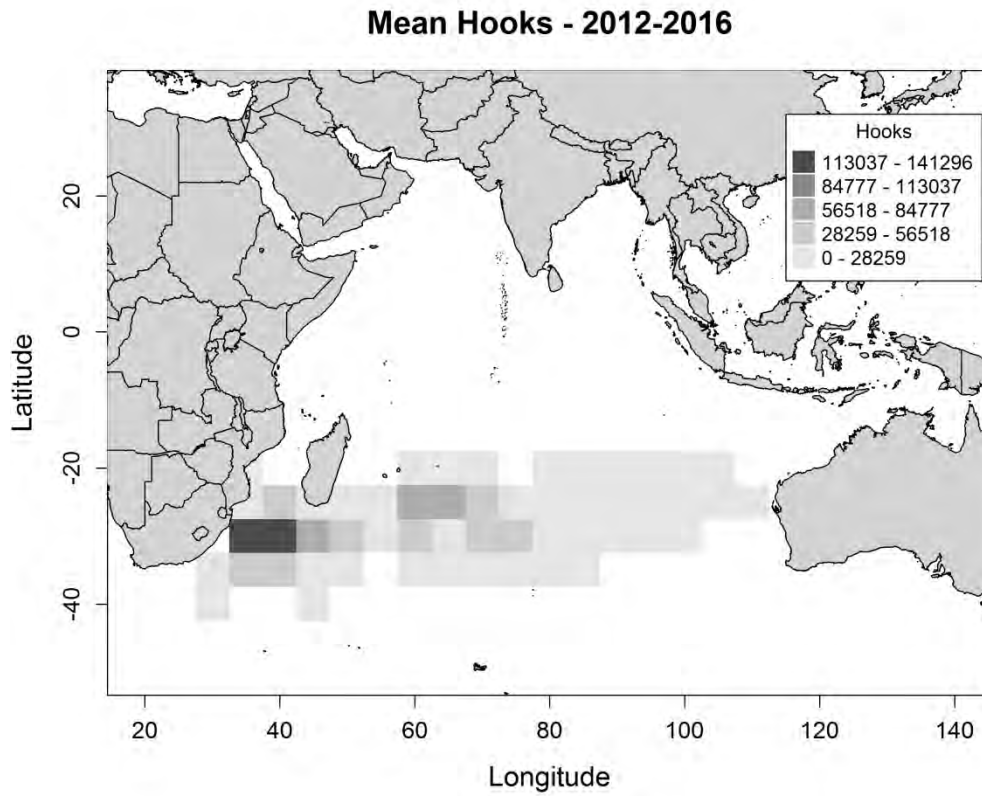 Mean Hooks - 2012-2016
Hooks
113037 - 141296
84777 - 113037
56518 - 84777
28259 - 56518
0 - 28259
20
0
-20
-40
Latitude
20 40 60 80 100 120 140
Longitude